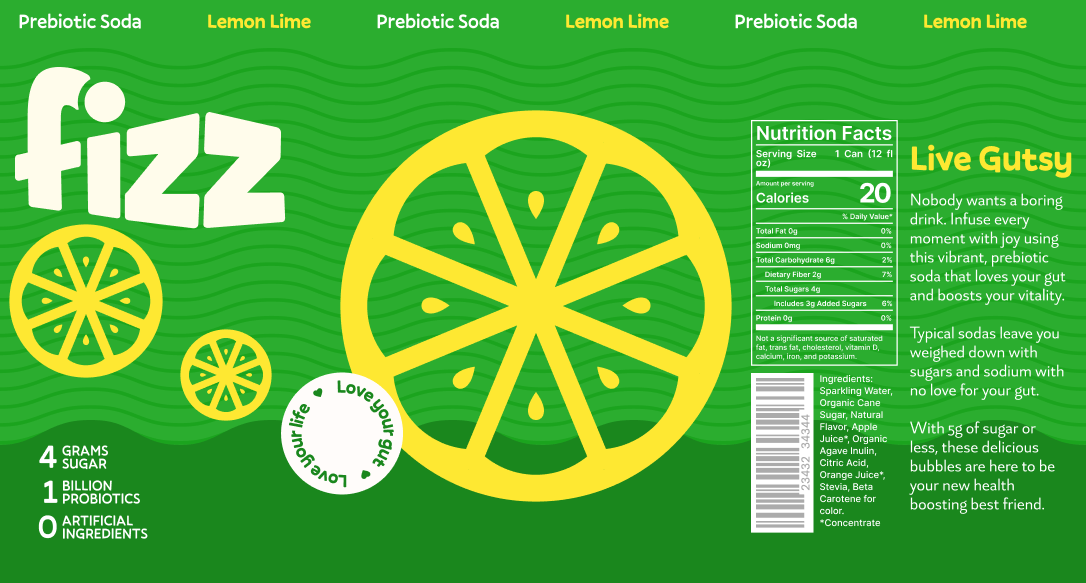 Prebiotic Soda Lemon Lime Prebiotic Soda Lemon Lime Prebiotic Soda Lemon Lime
fizz
4 GRAMS
SUGAR
1 BILLION
PROBIOTICS
0 ARTIFICIAL
INGREDIENTS
Love your gut
Love your life
Nutrition Facts
Serving Size 1 Can (12 fl
oz)
Amount per serving
Calories 20
% Daily Value*
Total Fat 0g 0%
Sodium 0mg 0%
Total Carbohydrate 6g 2%
Dietary Fiber 2g 7%
Total Sugars 4g
Includes 3g Added Sugars 6%
Protein 0g 0%
Not a significant source of saturated
fat, trans fat, cholesterol, vitamin D,
calcium, iron, and potassium.
23432 34344
Ingredients:
Sparkling Water,
Organic Cane
Sugar, Natural
Flavor, Apple
Juice*, Organic
Agave Inulin,
Citric Acid,
Orange Juice*,
Stevia, Beta
Carotene for
color.
*Concentrate
Live Gutsy
Nobody wants a boring
drink. Infuse every
moment with joy using
this vibrant, prebiotic
soda that loves your gut
and boosts your vitality.
Typical sodas leave you
weighed down with
sugars and sodium with
no love for your gut.
With 5g of sugar or
less, these delicious
bubbles are here to be
your new health
boosting best friend.